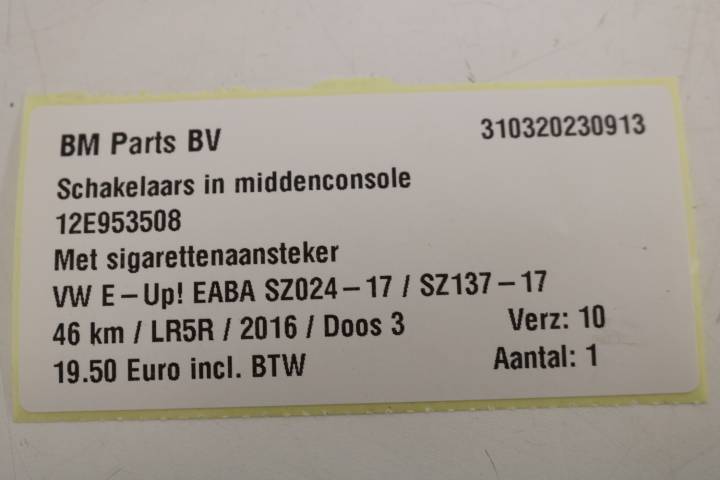 BM Parts BV 310320230913
Schakelaars in middenconsole
12E953508
Met sigarettenaansteker
VW E-Up! EABA SZ024-17 / SZ137-17
46 km / LR5R / 2016 / Doos 3 Verz: 10
19.50 Euro incl. BTW Aantal: 1